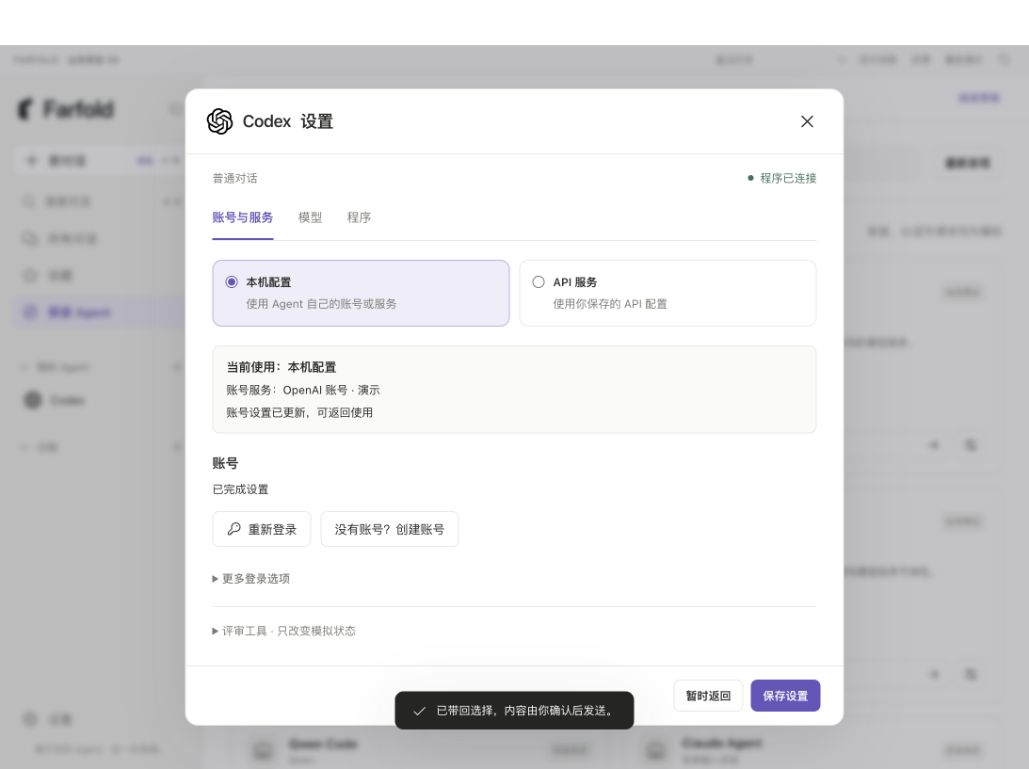 Farfold
Codex 设置
普通对话
程序已连接
账号与服务 模型 程序
本机配置
使用 Agent 自己的账号或服务
API 服务
使用你保存的 API 配置
当前使用：本机配置
账号服务：OpenAI 账号 · 演示
账号设置已更新，可返回使用
账号
已完成设置
重新登录
没有账号？创建账号
更多登录选项
评审工具 · 只改变模拟状态
暂时返回
保存设置
已带回选择，内容由你确认后发送。
Codex
Qwen Code
Claude Agent